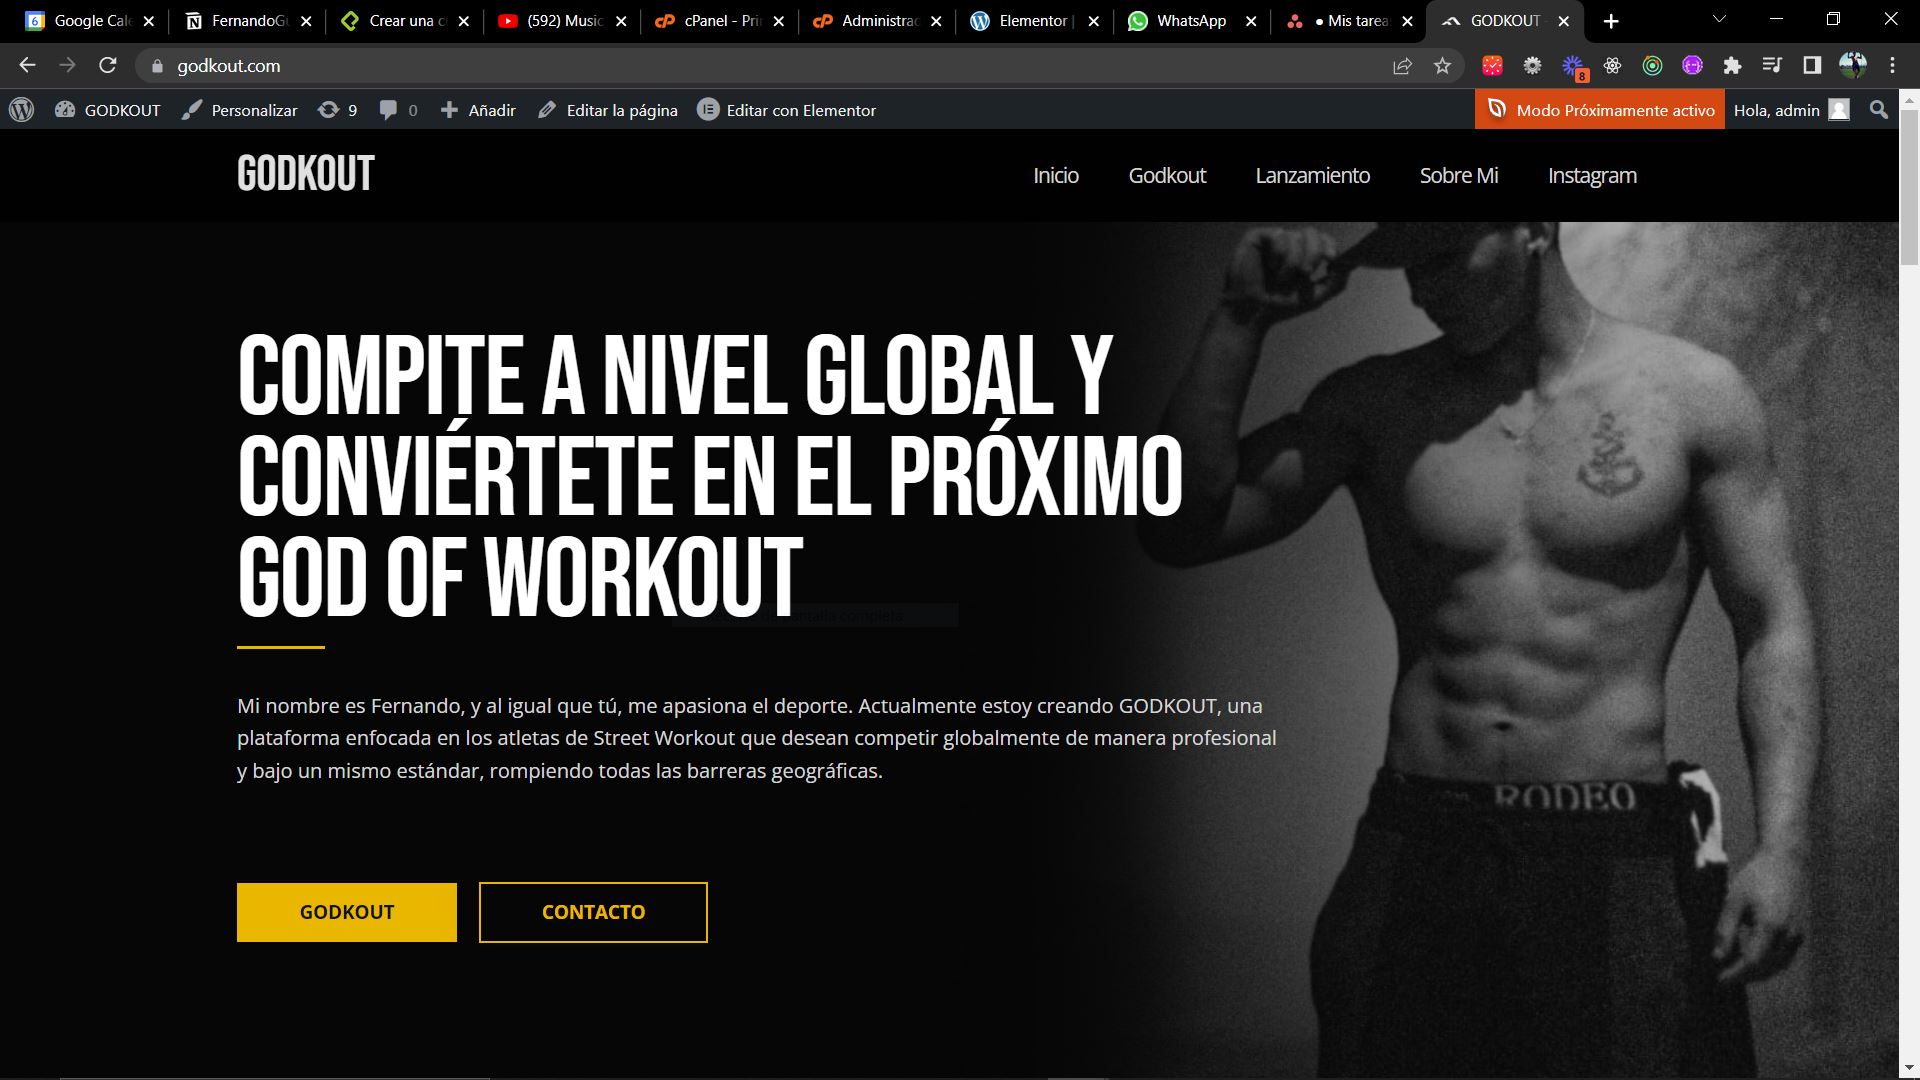 Google Cale
FernandoGu
Crear una c
(592) Music
cPanel - Pri
Administrac
Elementor |
WhatsApp
• Mis tareas
GODKOUT -
godkout.com
8
GODKOUT
Personalizar
9
0
Añadir
Editar la página
Editar con Elementor
Modo Próximamente activo
Hola, admin
GODKOUT
Inicio
Godkout
Lanzamiento
Sobre Mi
Instagram
COMPITE A NIVEL GLOBAL Y
CONVIÉRTETE EN EL PRÓXIMO
GOD OF WORKOUT
Mi nombre es Fernando, y al igual que tú, me apasiona el deporte. Actualmente estoy creando GODKOUT, una
plataforma enfocada en los atletas de Street Workout que desean competir globalmente de manera profesional
y bajo un mismo estándar, rompiendo todas las barreras geográficas.
RODEO
GODKOUT
CONTACTO